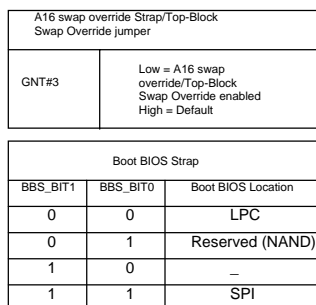 A16 swap override Strap/Top-Block
Swap Override jumper
GNT#3
Low = A16 swap
override/Top-Block
Swap Override enabled
High = Default
Boot BIOS Strap
BBS_BIT1 BBS_BIT0 Boot BIOS Location
0 0 LPC
0 1 Reserved (NAND)
1 0 _
1 1 SPI